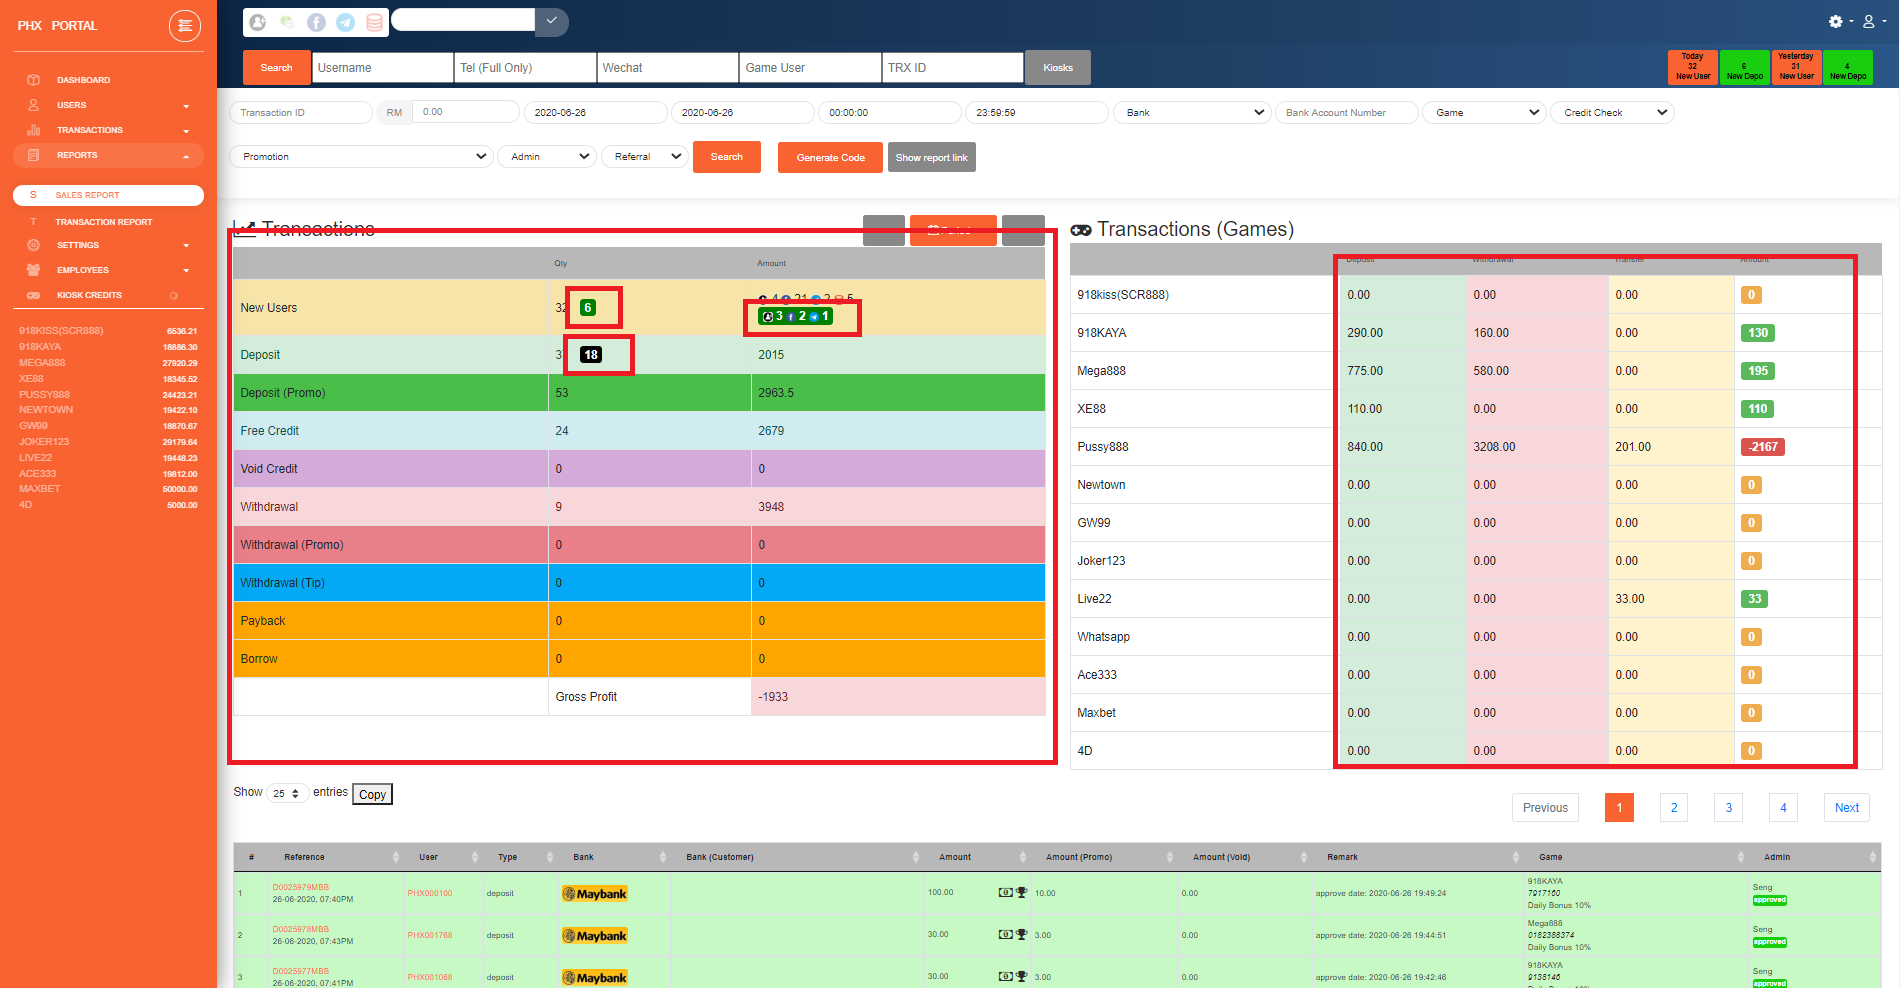 PHX PORTAL
DASHBOARD
USERS
TRANSACTIONS
REPORTS
S SALES REPORT
T TRANSACTION REPORT
SETTINGS
EMPLOYEES
KIOSK CREDITS
918KISS(SCR888) 6536.21
918KAYA 18886.30
MEGA888 27920.29
XE88 18345.52
PUSSY888 24423.21
NEWTOWN 19422.10
GW99 18870.67
JOKER123 29179.64
LIVE22 19448.23
ACE333 19812.00
MAXBET 50000.00
4D 5000.00
Search Username Tel (Full Only) Wechat Game User TRX ID Kiosks
Today 32 New User
6 New Depo
Yesterday 31 New User
4 New Depo
Transaction ID RM 0.00 2020-06-26 2020-06-26 00:00:00 23:59:59 Bank Bank Account Number Game Credit Check
Promotion Admin Referral Search Generate Code Show report link
Transactions
Qty Amount
New Users 32 6 4 21 2 5
3 2 1
Deposit 18 2015
Deposit (Promo) 53 2963.5
Free Credit 24 2679
Void Credit 0 0
Withdrawal 9 3948
Withdrawal (Promo) 0 0
Withdrawal (Tip) 0 0
Payback 0 0
Borrow 0 0
Gross Profit -1933
Transactions (Games)
Deposit Withdrawal Transfer Amount
918kiss(SCR888) 0.00 0.00 0.00 0
918KAYA 290.00 160.00 0.00 130
Mega888 775.00 580.00 0.00 195
XE88 110.00 0.00 0.00 110
Pussy888 840.00 3208.00 201.00 -2167
Newtown 0.00 0.00 0.00 0
GW99 0.00 0.00 0.00 0
Joker123 0.00 0.00 0.00 0
Live22 0.00 0.00 33.00 33
Whatsapp 0.00 0.00 0.00 0
Ace333 0.00 0.00 0.00 0
Maxbet 0.00 0.00 0.00 0
4D 0.00 0.00 0.00 0
Show 25 entries Copy
Previous 1 2 3 4 Next
# Reference User Type Bank Bank (Customer) Amount Amount (Promo) Amount (Void) Remark Game Admin
1 D0025979MBB 26-06-2020, 07:40PM PHX000100 deposit Maybank 100.00 10.00 0.00 approve date: 2020-06-26 19:49:24 918KAYA 7917160 Daily Bonus 10% Seng approved
2 D0025978MBB 26-06-2020, 07:43PM PHX001768 deposit Maybank 30.00 3.00 0.00 approve date: 2020-06-26 19:44:51 Mega888 0182388374 Daily Bonus 10% Seng approved
3 D0025977MBB 26-06-2020, 07:41PM PHX001068 deposit Maybank 30.00 3.00 0.00 approve date: 2020-06-26 19:42:46 918KAYA 9138146 Seng approved